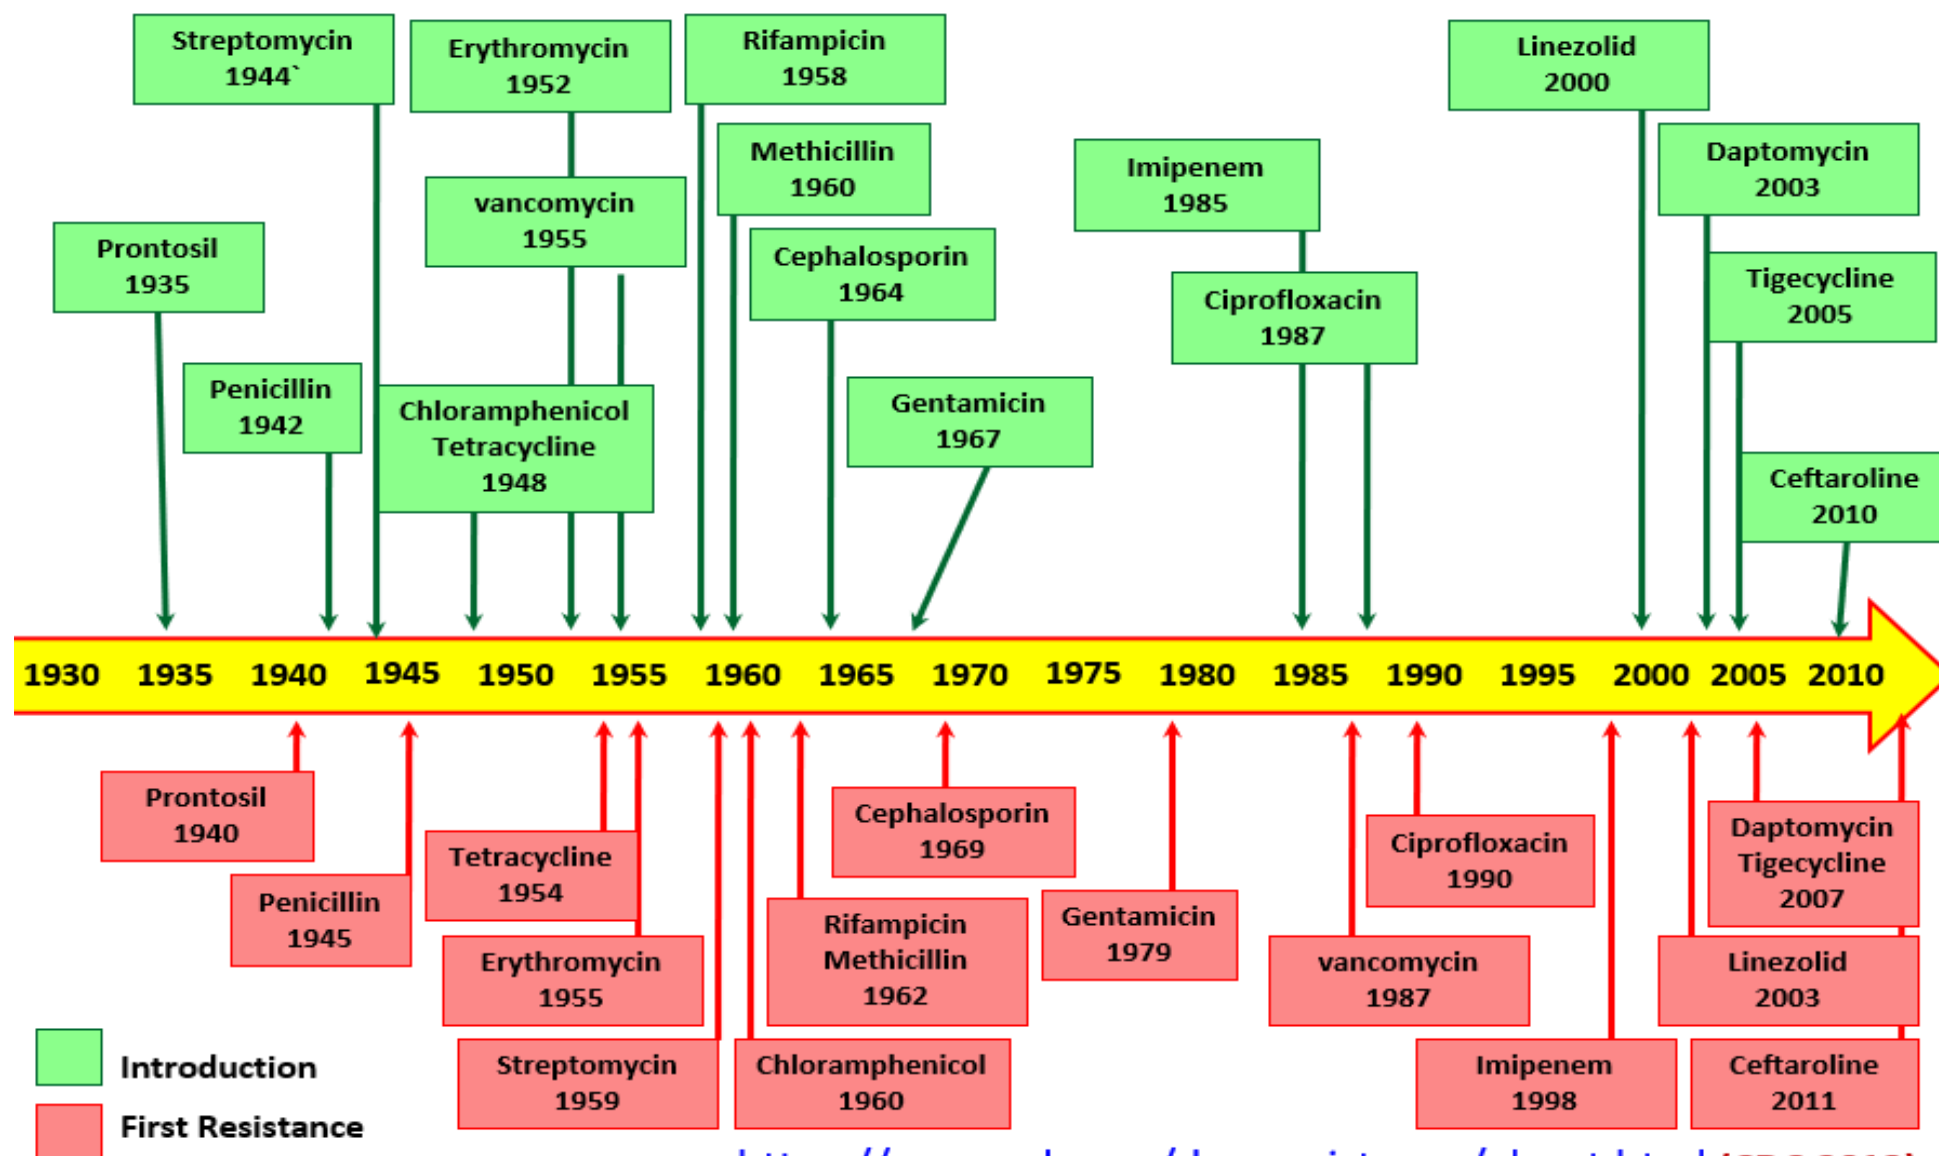 Streptomycin
1944`
Erythromycin
1952
Rifampicin
1958
Linezolid
2000
Methicillin
1960
Daptomycin
2003
Imipenem
1985
vancomycin
1955
Prontosil
1935
Cephalosporin
1964
Tigecycline
2005
Ciprofloxacin
1987
Penicillin
1942
Chloramphenicol
Tetracycline
1948
Gentamicin
1967
Ceftaroline
2010
1930 1935 1940 1945 1950 1955 1960 1965 1970 1975 1980 1985 1990 1995 2000 2005 2010
Prontosil
1940
Penicillin
1945
Tetracycline
1954
Erythromycin
1955
Streptomycin
1959
Chloramphenicol
1960
Rifampicin
Methicillin
1962
Cephalosporin
1969
Gentamicin
1979
vancomycin
1987
Ciprofloxacin
1990
Imipenem
1998
Daptomycin
Tigecycline
2007
Linezolid
2003
Ceftaroline
2011
Introduction
First Resistance